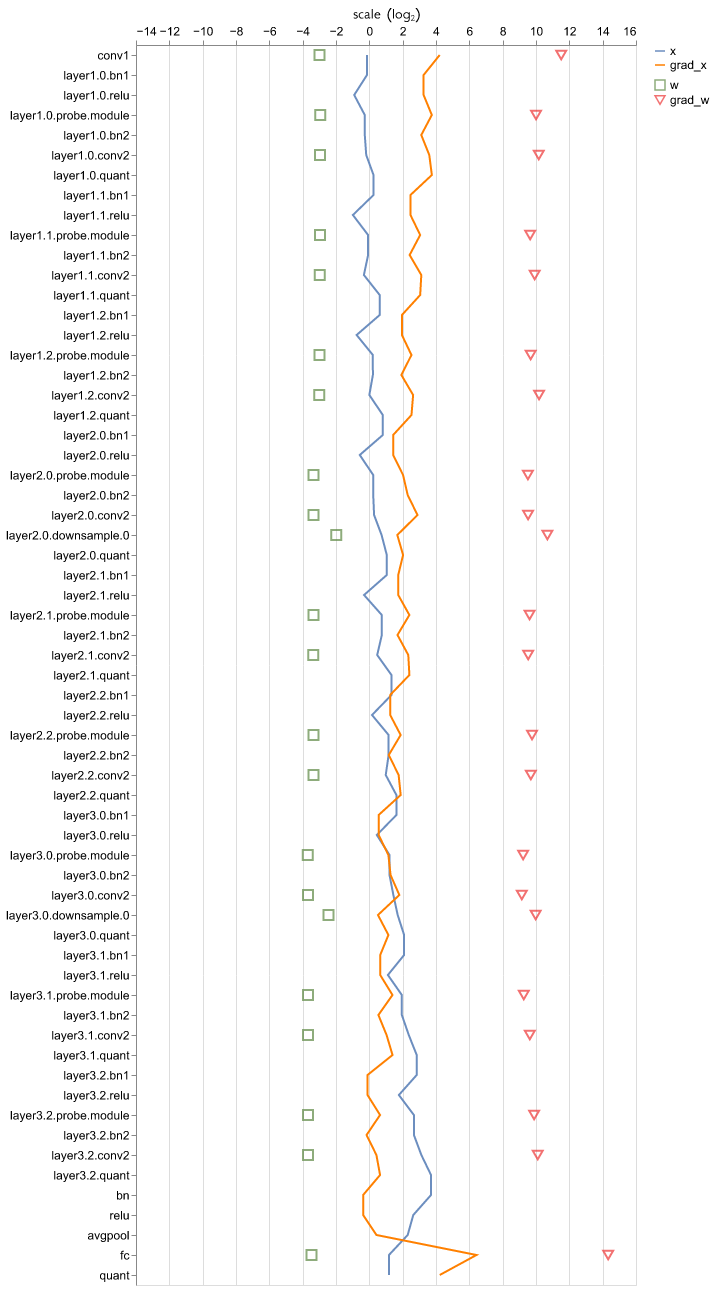 scale (log₂)
−14 −12 −10 −8 −6 −4 −2 0 2 4 6 8 10 12 14 16
conv1
layer1.0.bn1
layer1.0.relu
layer1.0.probe.module
layer1.0.bn2
layer1.0.conv2
layer1.0.quant
layer1.1.bn1
layer1.1.relu
layer1.1.probe.module
layer1.1.bn2
layer1.1.conv2
layer1.1.quant
layer1.2.bn1
layer1.2.relu
layer1.2.probe.module
layer1.2.bn2
layer1.2.conv2
layer1.2.quant
layer2.0.bn1
layer2.0.relu
layer2.0.probe.module
layer2.0.bn2
layer2.0.conv2
layer2.0.downsample.0
layer2.0.quant
layer2.1.bn1
layer2.1.relu
layer2.1.probe.module
layer2.1.bn2
layer2.1.conv2
layer2.1.quant
layer2.2.bn1
layer2.2.relu
layer2.2.probe.module
layer2.2.bn2
layer2.2.conv2
layer2.2.quant
layer3.0.bn1
layer3.0.relu
layer3.0.probe.module
layer3.0.bn2
layer3.0.conv2
layer3.0.downsample.0
layer3.0.quant
layer3.1.bn1
layer3.1.relu
layer3.1.probe.module
layer3.1.bn2
layer3.1.conv2
layer3.1.quant
layer3.2.bn1
layer3.2.relu
layer3.2.probe.module
layer3.2.bn2
layer3.2.conv2
layer3.2.quant
bn
relu
avgpool
fc
quant
x
grad_x
w
grad_w